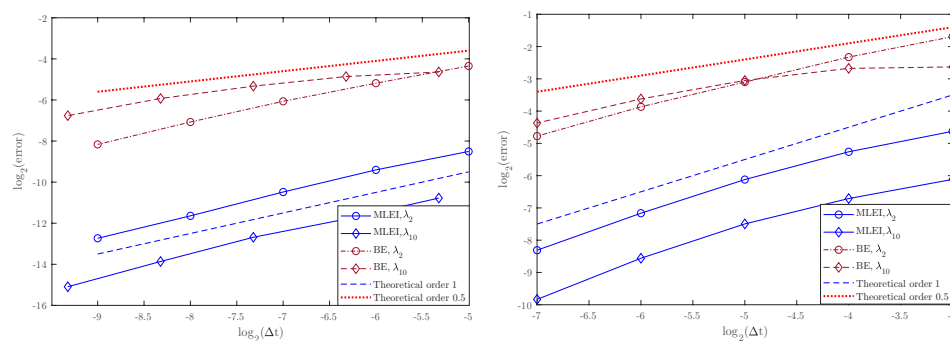 -2
-4
-6
-8
-10
-12
-14
-16
log₂(error)
-9
-8.5
-8
-7.5
-7
-6.5
-6
-5.5
-5
log₂(Δt)
MLEI,λ₂
MLEI,λ₁₀
BE, λ₂
BE, λ₁₀
Theoretical order 1
Theoretical order 0.5
-1
-2
-3
-4
-5
-6
-7
-8
-9
-10
log₂(error)
-7
-6.5
-6
-5.5
-5
-4.5
-4
-3.5
log₂(Δt)
MLEI,λ₂
MLEI,λ₁₀
BE, λ₂
BE, λ₁₀
Theoretical order 1
Theoretical order 0.5